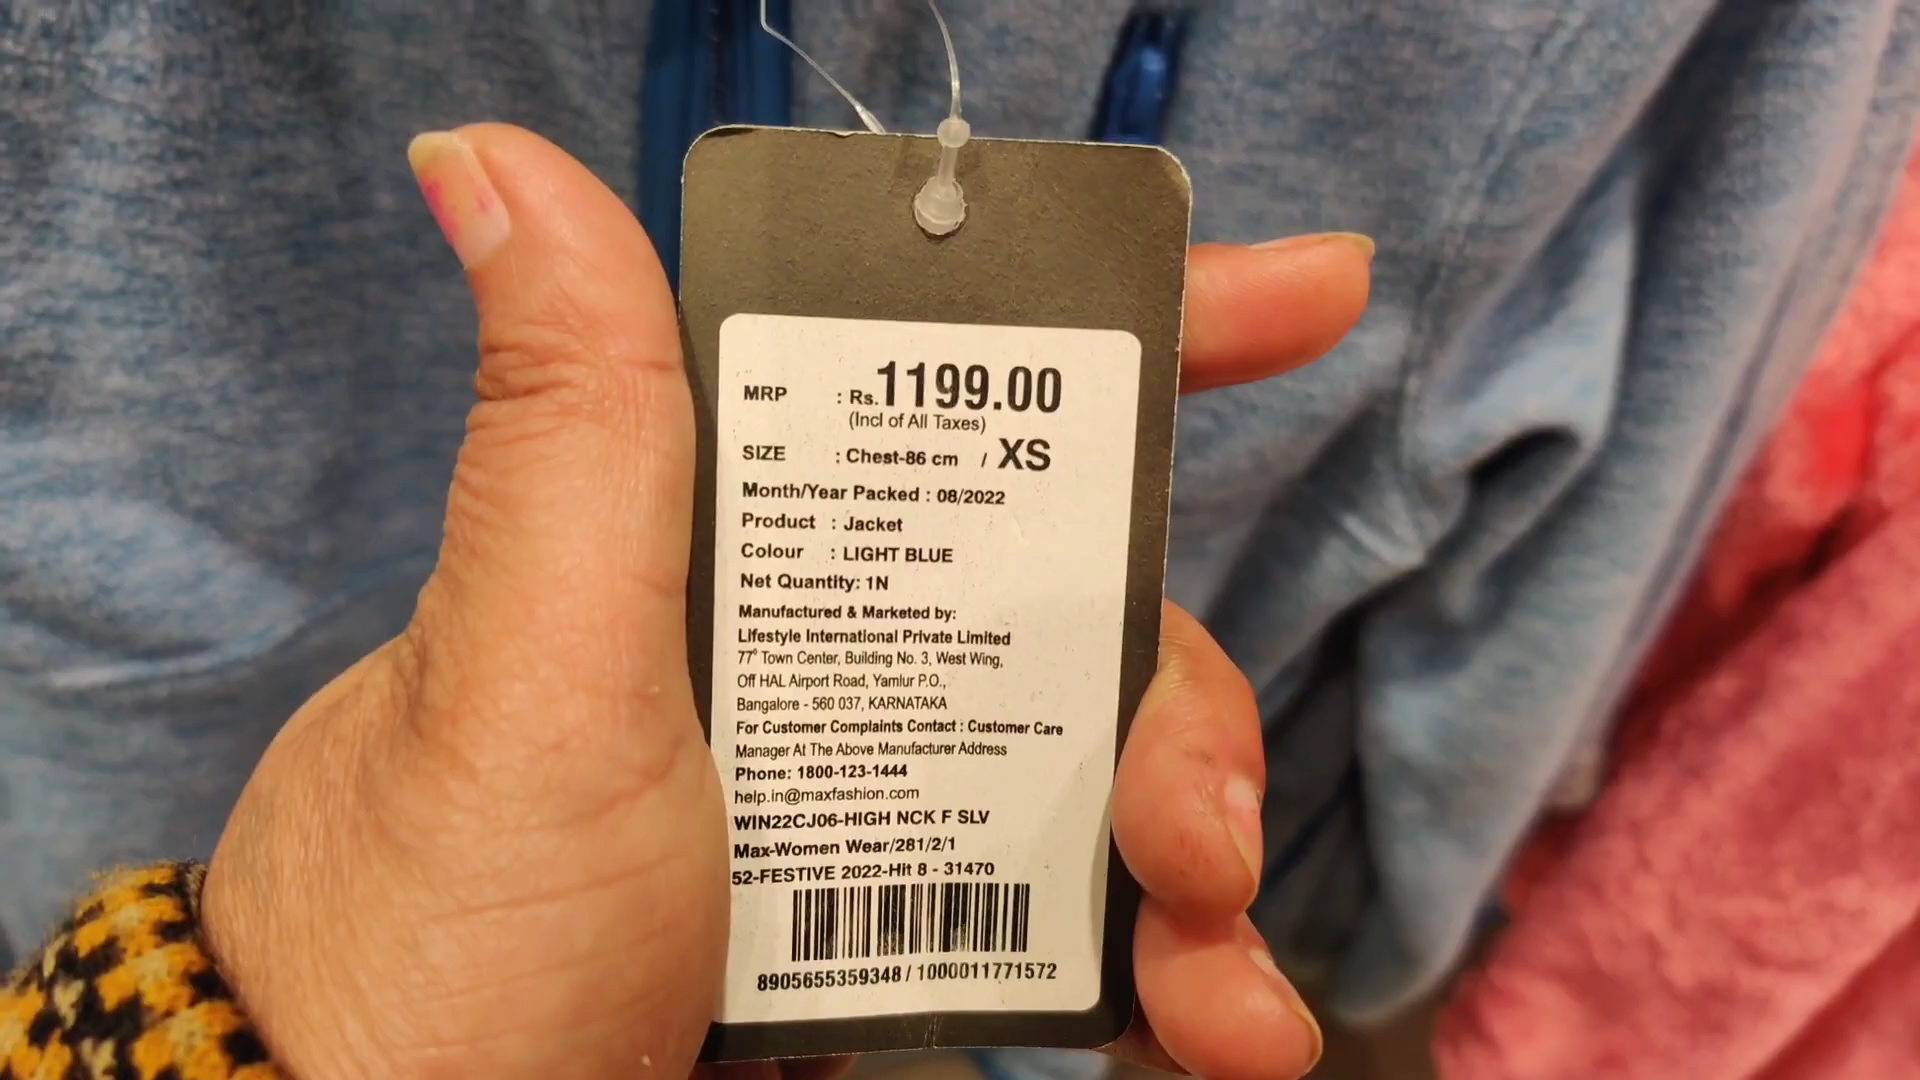 MRP : Rs.1199.00
(Incl of All Taxes)
SIZE : Chest-86 cm / XS
Month/Year Packed : 08/2022
Product : Jacket
Colour : LIGHT BLUE
Net Quantity: 1N
Manufactured & Marketed by:
Lifestyle International Private Limited
77° Town Center, Building No. 3, West Wing,
Off HAL Airport Road, Yamlur P.O.,
Bangalore - 560 037, KARNATAKA
For Customer Complaints Contact : Customer Care
Manager At The Above Manufacturer Address
Phone: 1800-123-1444
help.in@maxfashion.com
WIN22CJ06-HIGH NCK F SLV
Max-Women Wear/281/2/1
52-FESTIVE 2022-Hit 8 - 31470
8905655359348 / 1000011771572